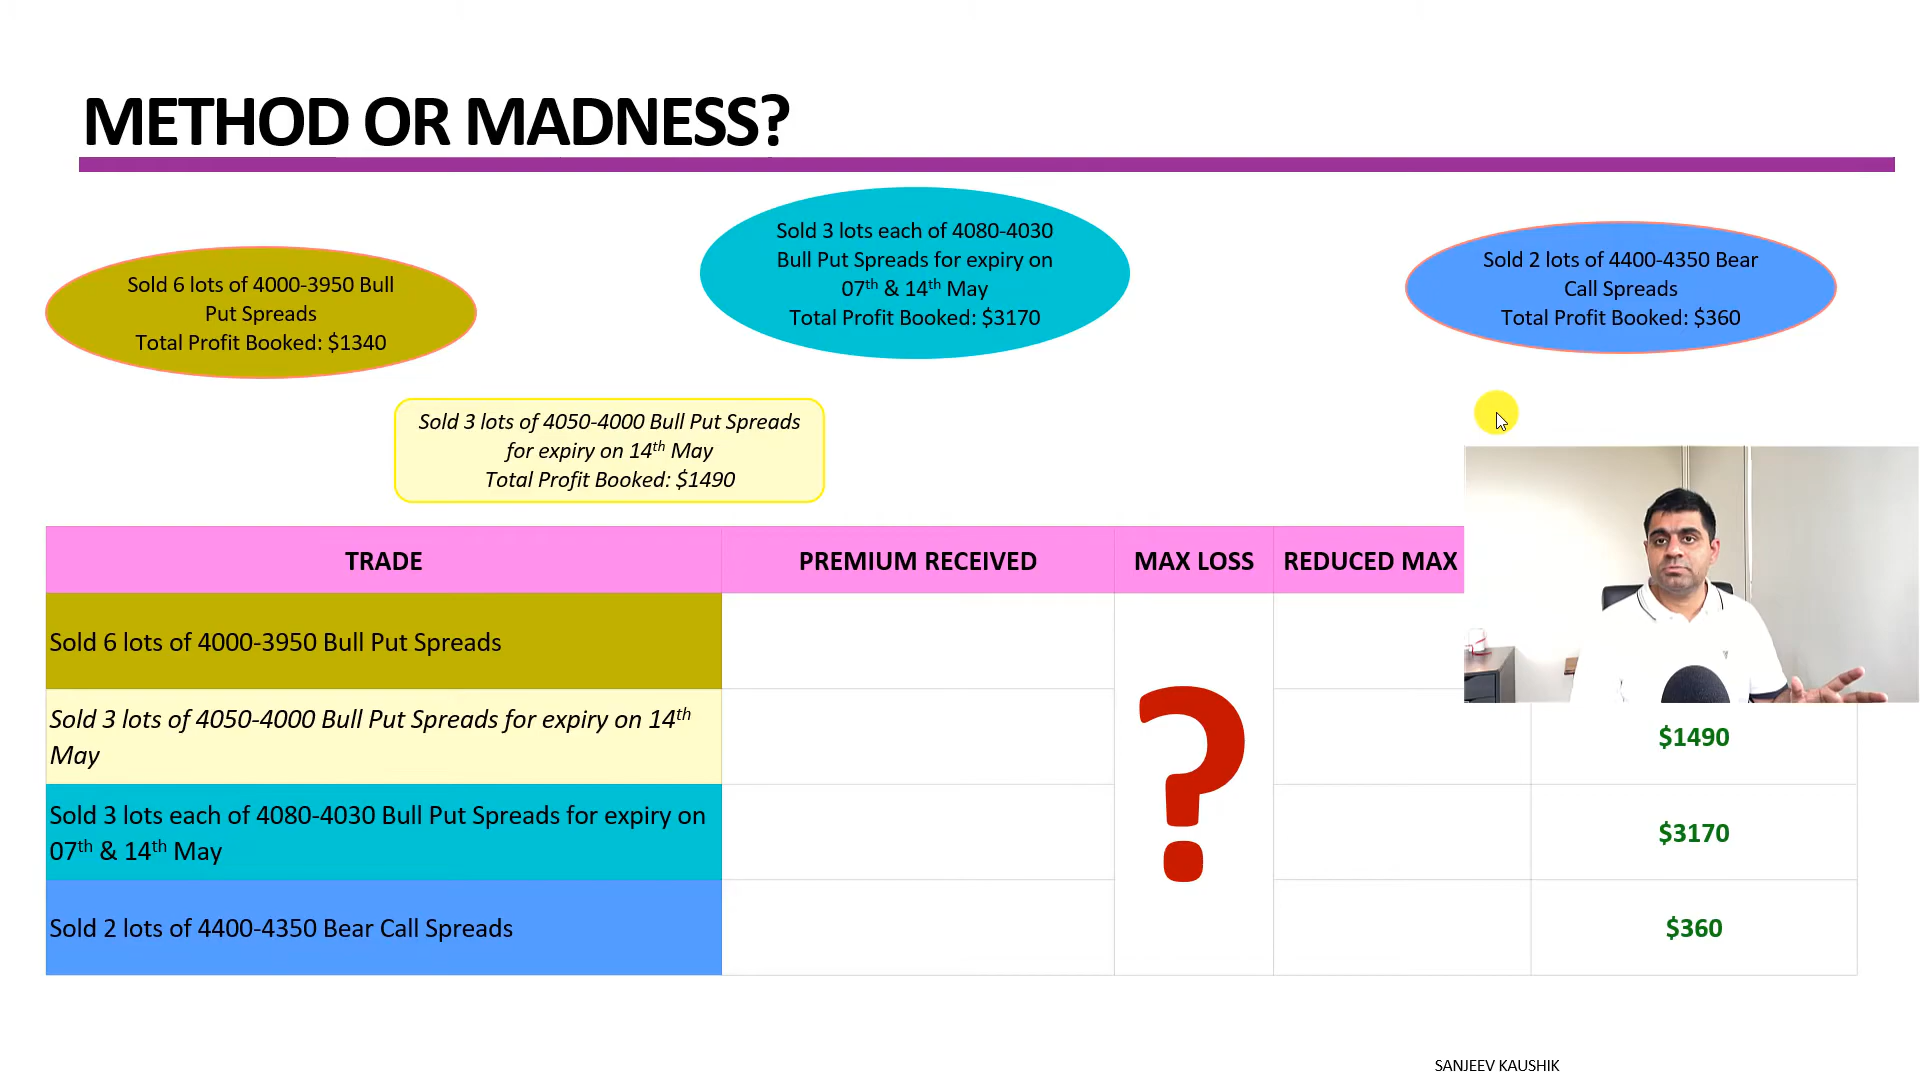 METHOD OR MADNESS?
Sold 6 lots of 4000-3950 Bull
Put Spreads
Total Profit Booked: $1340
Sold 3 lots each of 4080-4030
Bull Put Spreads for expiry on
07th & 14th May
Total Profit Booked: $3170
Sold 2 lots of 4400-4350 Bear
Call Spreads
Total Profit Booked: $360
Sold 3 lots of 4050-4000 Bull Put Spreads
for expiry on 14th May
Total Profit Booked: $1490
TRADE PREMIUM RECEIVED MAX LOSS REDUCED MAX
Sold 6 lots of 4000-3950 Bull Put Spreads
Sold 3 lots of 4050-4000 Bull Put Spreads for expiry on 14th
May
$1490
Sold 3 lots each of 4080-4030 Bull Put Spreads for expiry on
07th & 14th May
$3170
Sold 2 lots of 4400-4350 Bear Call Spreads
$360
?
SANJEEV KAUSHIK